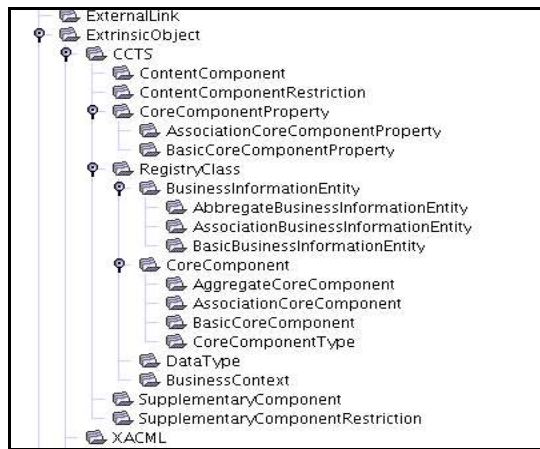 ExternalLink
ExtrinsicObject
CCTS
ContentComponent
ContentComponentRestriction
CoreComponentProperty
AssociationCoreComponentProperty
BasicCoreComponentProperty
RegistryClass
BusinessInformationEntity
AbbregateBusinessInformationEntity
AssociationBusinessInformationEntity
BasicBusinessInformationEntity
CoreComponent
AggregateCoreComponent
AssociationCoreComponent
BasicCoreComponent
CoreComponentType
DataType
BusinessContext
SupplementaryComponent
SupplementaryComponentRestriction
XACML